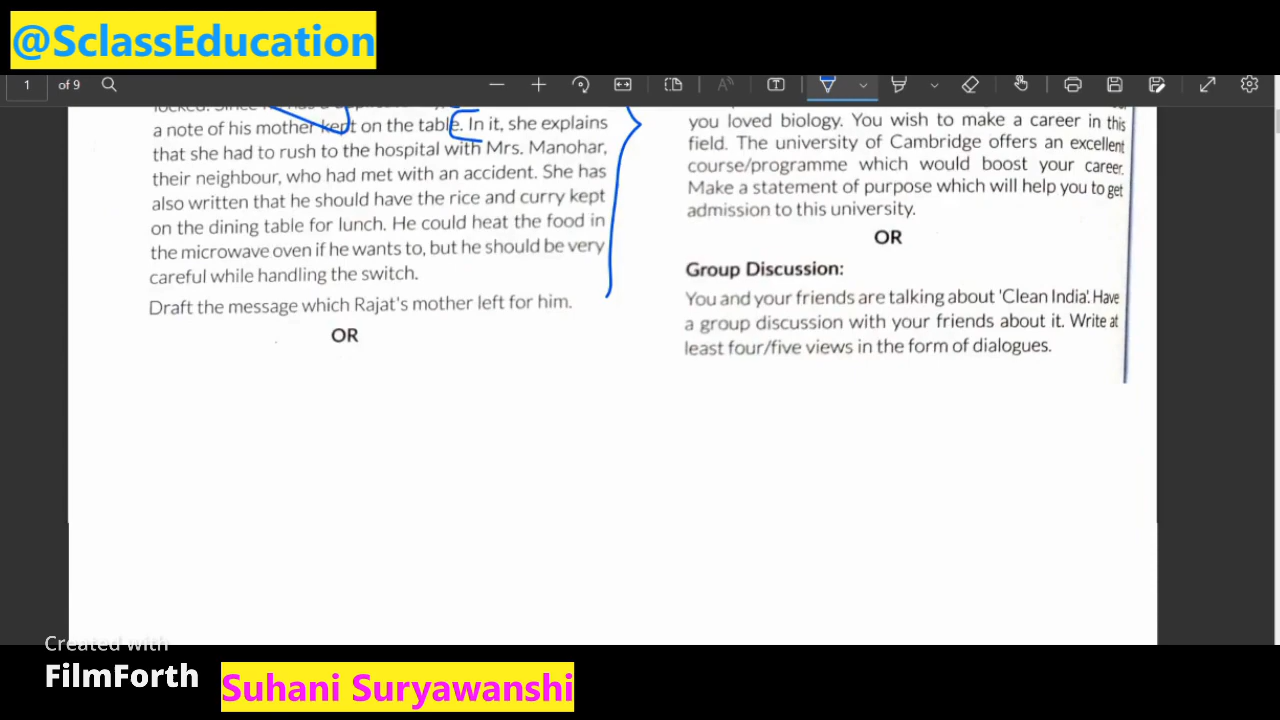 @SclassEducation
1 of 9
a note of his mother kept on the table. In it, she explains
that she had to rush to the hospital with Mrs. Manohar,
their neighbour, who had met with an accident. She has
also written that he should have the rice and curry kept
on the dining table for lunch. He could heat the food in
the microwave oven if he wants to, but he should be very
careful while handling the switch.
Draft the message which Rajat's mother left for him.
OR
you loved biology. You wish to make a career in this
field. The university of Cambridge offers an excellent
course/programme which would boost your career.
Make a statement of purpose which will help you to get
admission to this university.
OR
Group Discussion:
You and your friends are talking about 'Clean India'. Have
a group discussion with your friends about it. Write at
least four/five views in the form of dialogues.
Created with
FilmForth
Suhani Suryawanshi